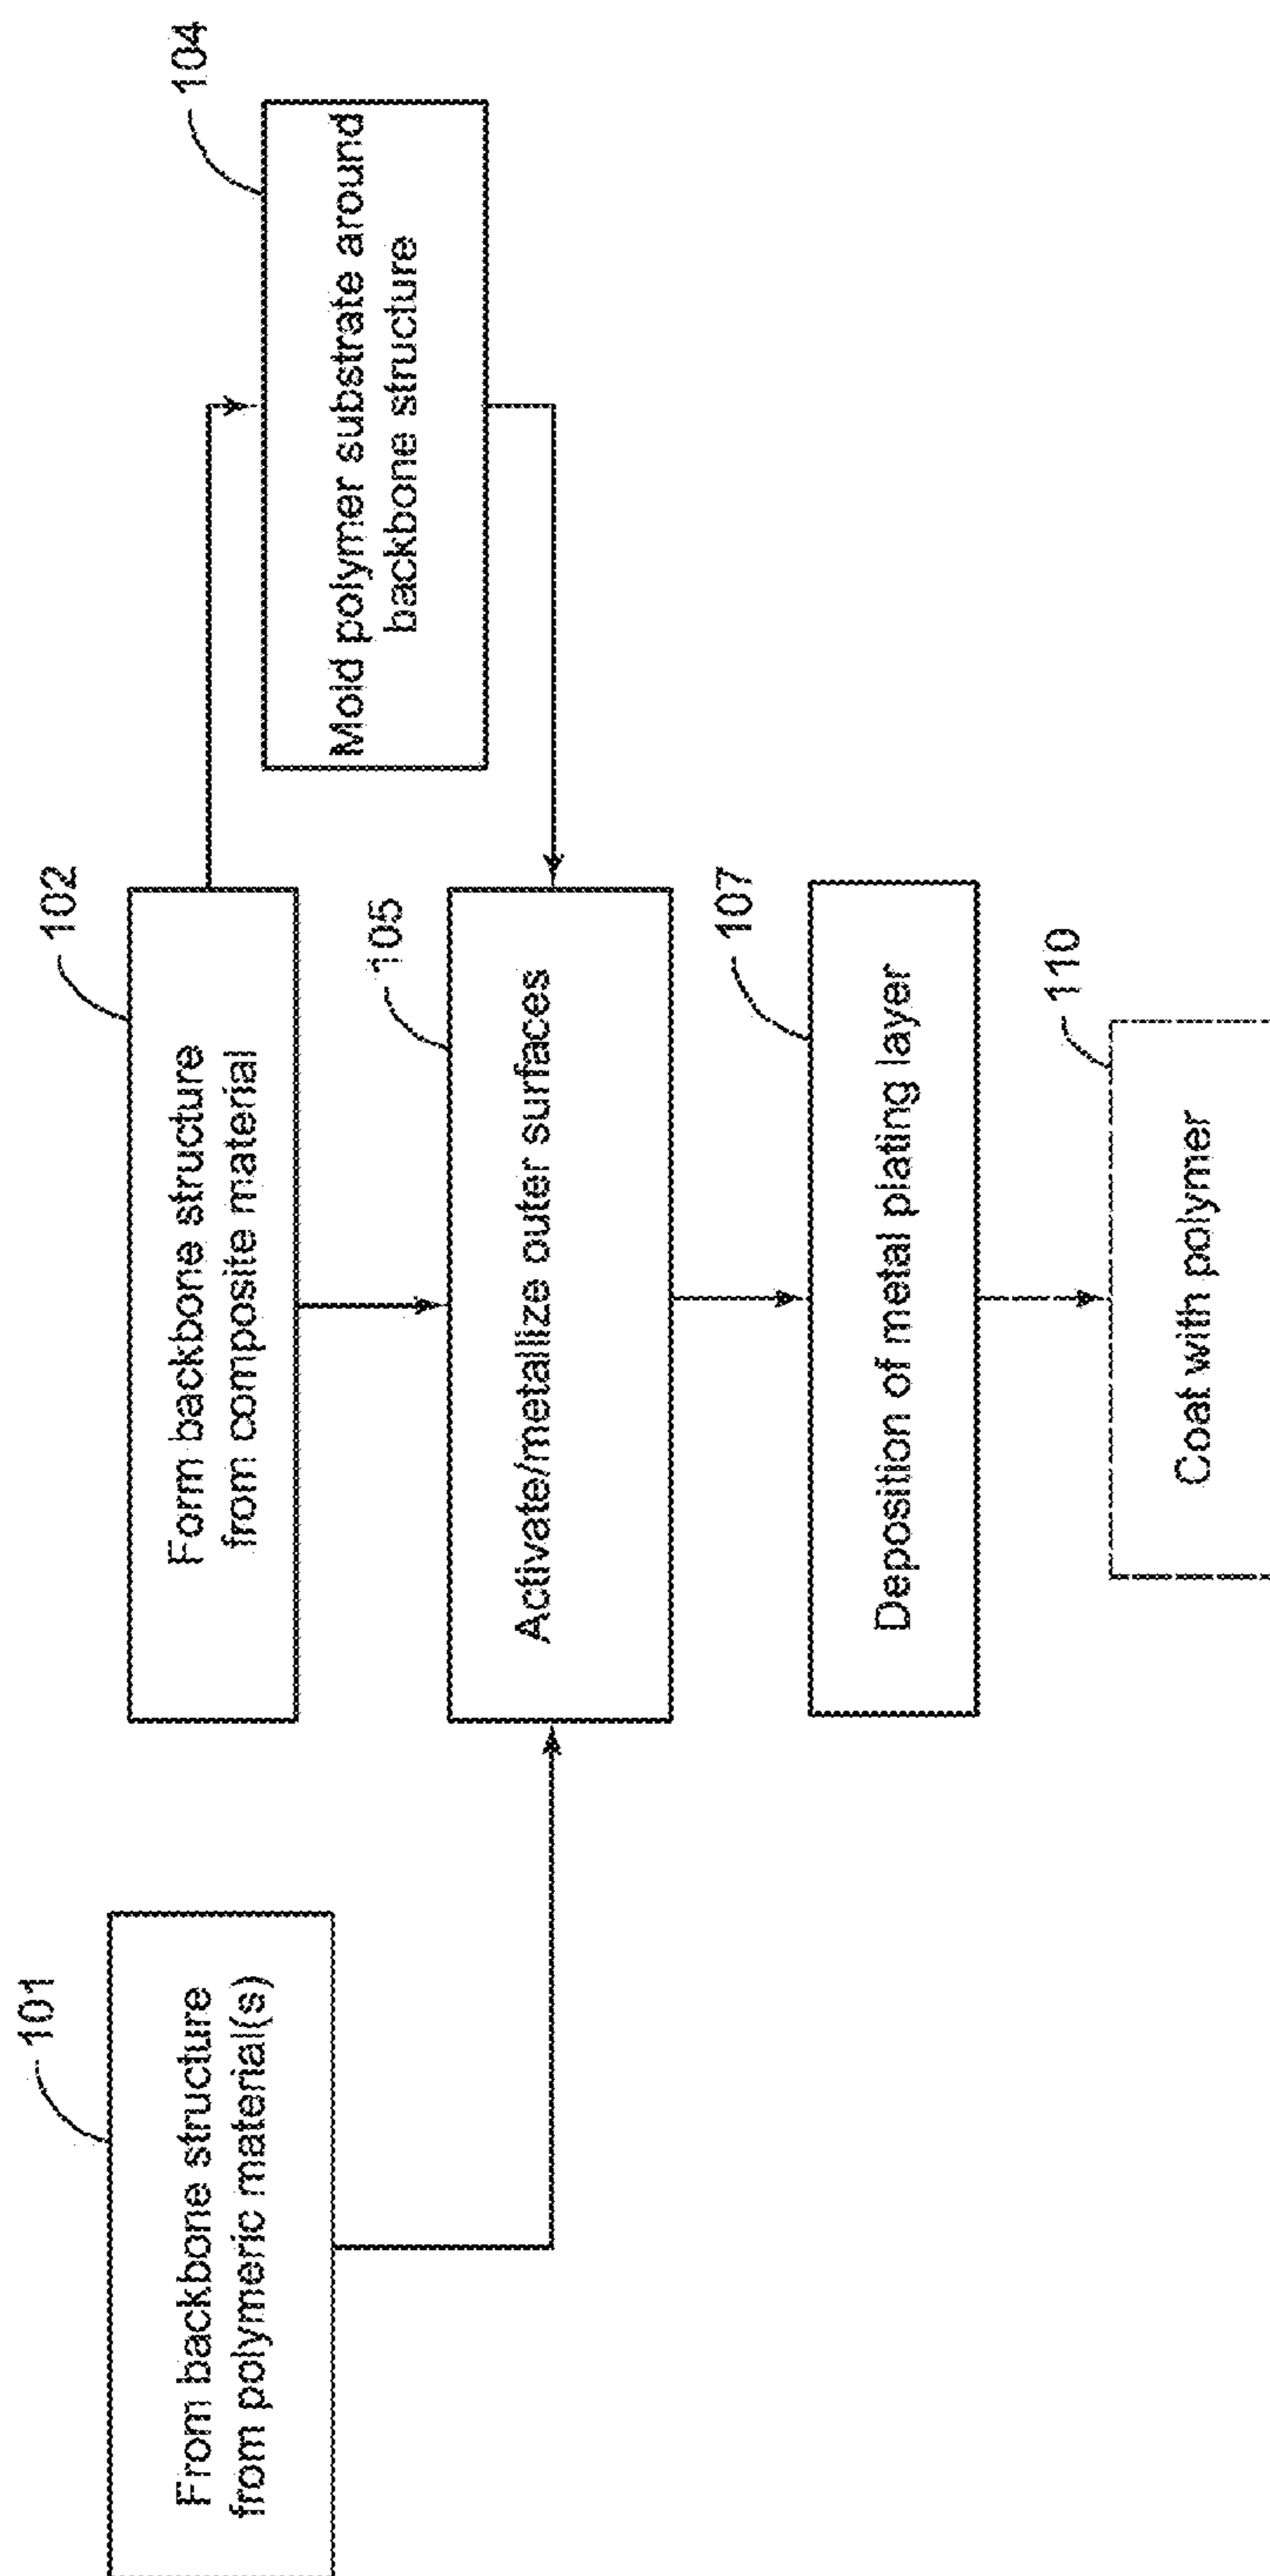 101
From backbone structure
from polymeric material(s)
102
Form backbone structure
from composite material
104
Mold polymer substrate around
backbone structure
105
Activate/metallize outer surfaces
107
Deposition of metal plating layer
110
Coat with polymer